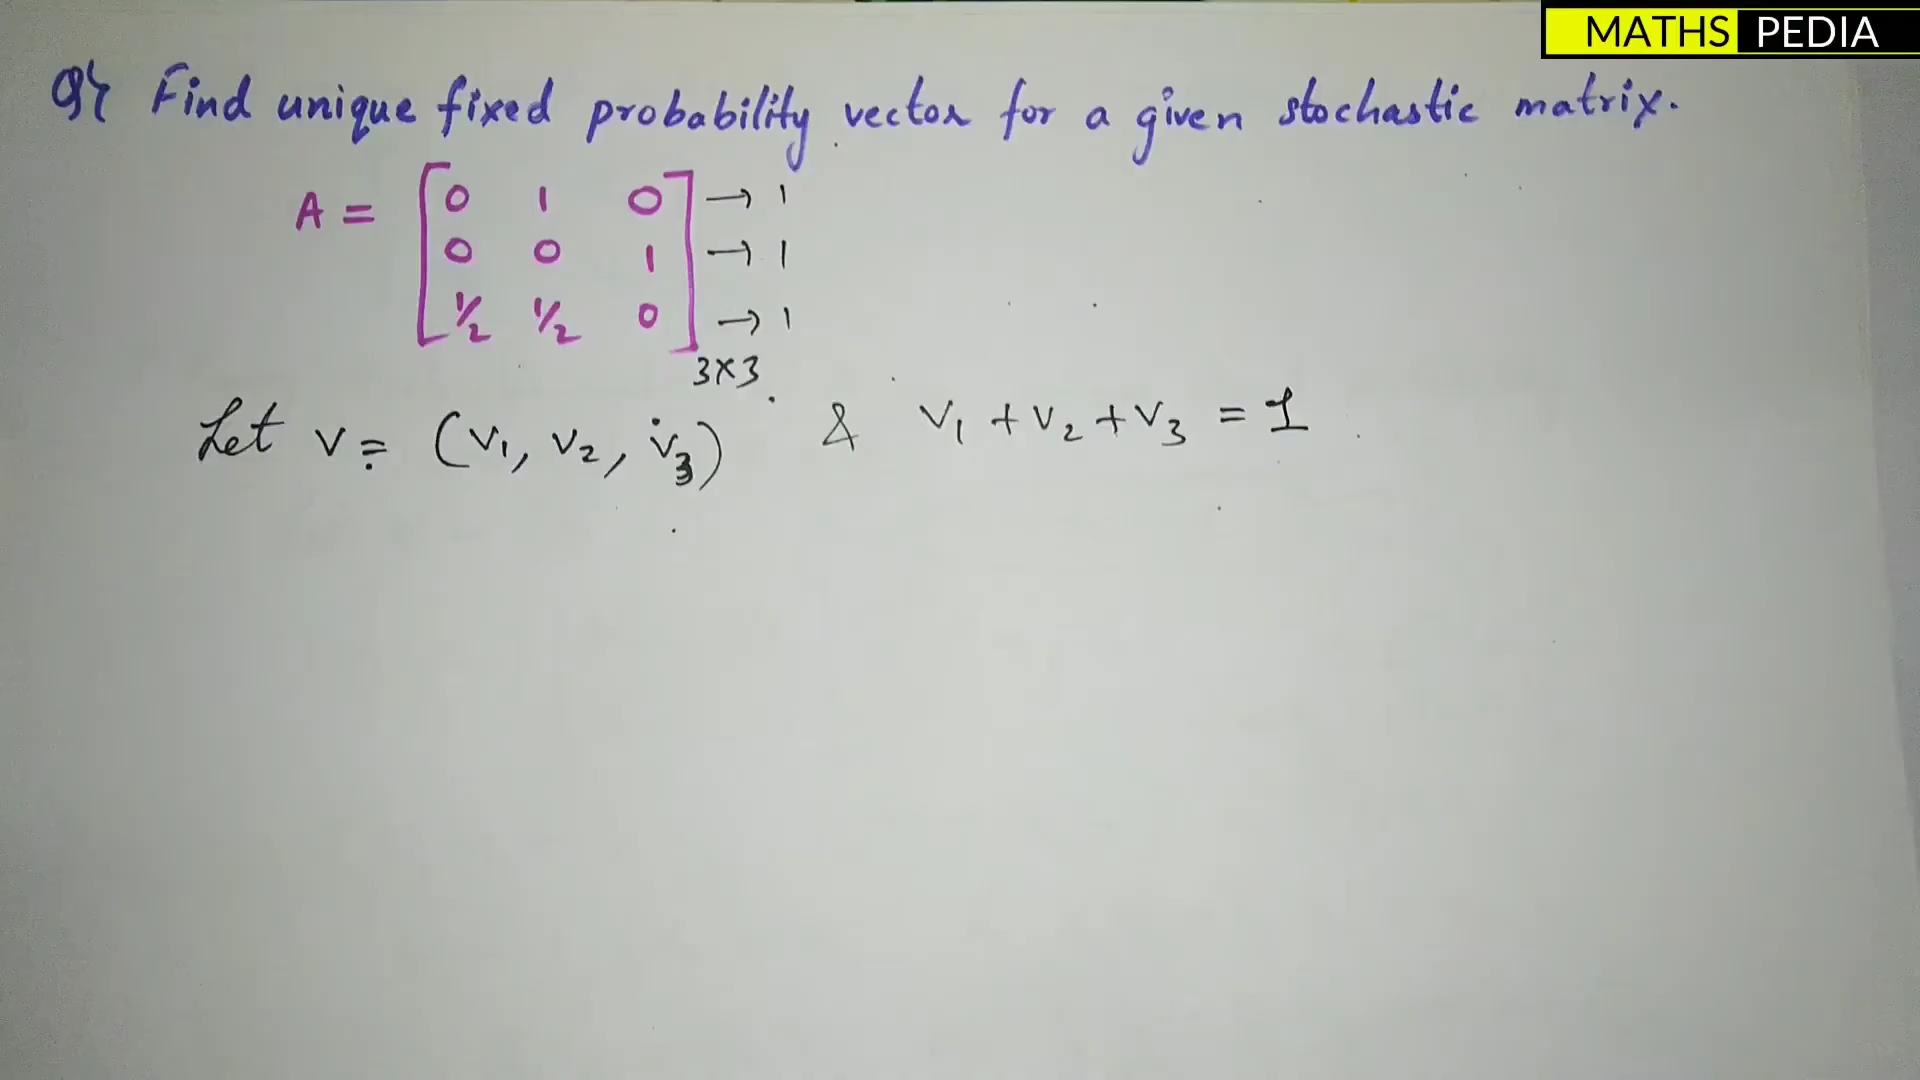 MATHS PEDIA
Q Find unique fixed probability vector for a given stochastic matrix.
A = [0 1 0] → 1
[0 0 1] → 1
[1/2 1/2 0] → 1
3×3
Let v = (v₁, v₂, v₃) & v₁ + v₂ + v₃ = 1